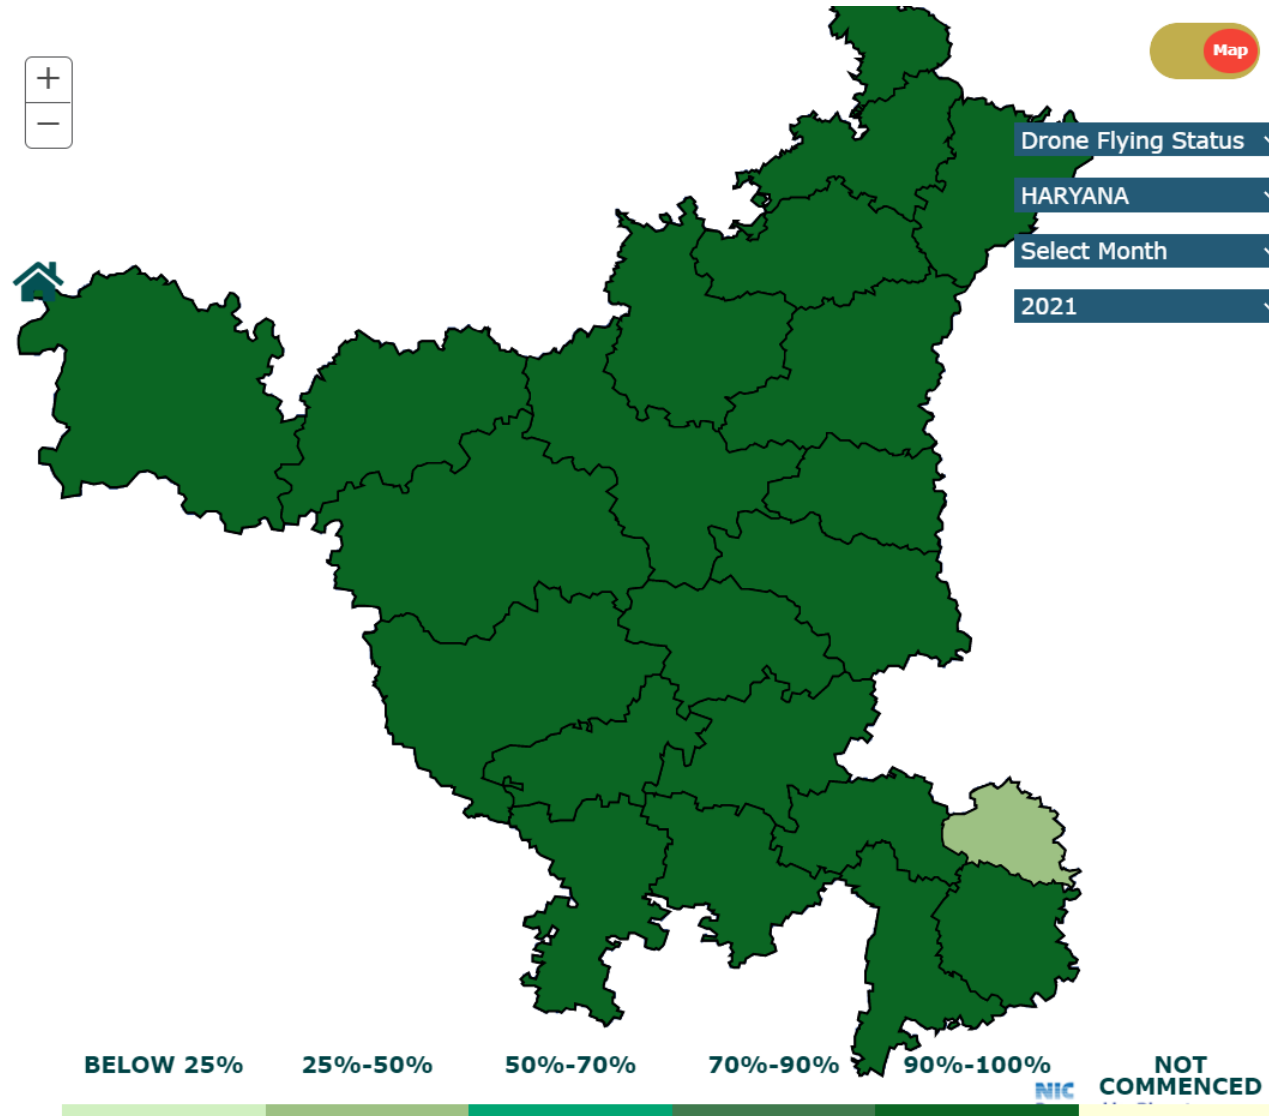 +
Map
−
Drone Flying Status
HARYANA
Select Month
2021
BELOW 25%
25%-50%
50%-70%
70%-90%
90%-100%
NOT
COMMENCED
NIC